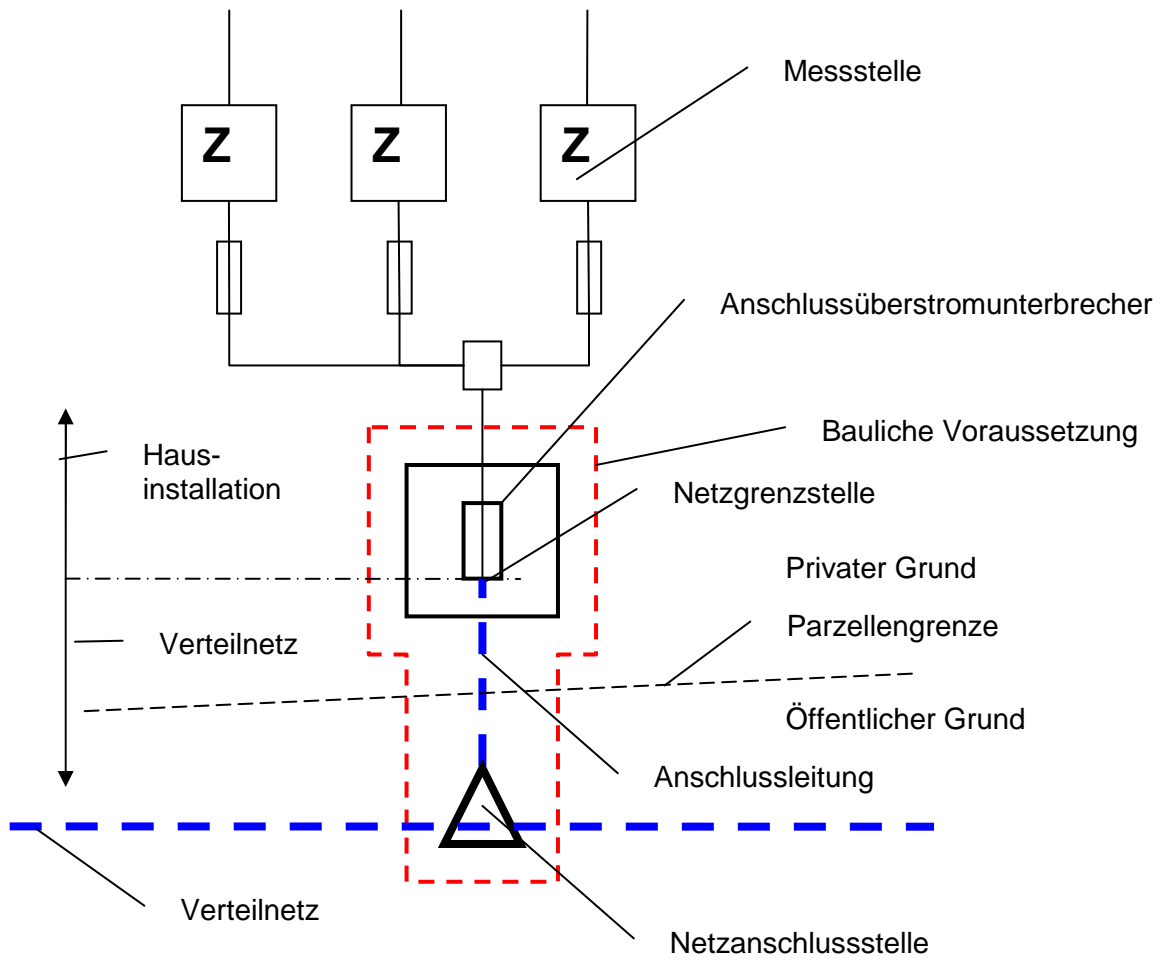 Messstelle
Z
Z
Z
Anschlussüberstromunterbrecher
Bauliche Voraussetzung
Haus-
installation
Netzgrenzstelle
Privater Grund
Parzellengrenze
Verteilnetz
Öffentlicher Grund
Anschlussleitung
Verteilnetz
Netzanschlussstelle